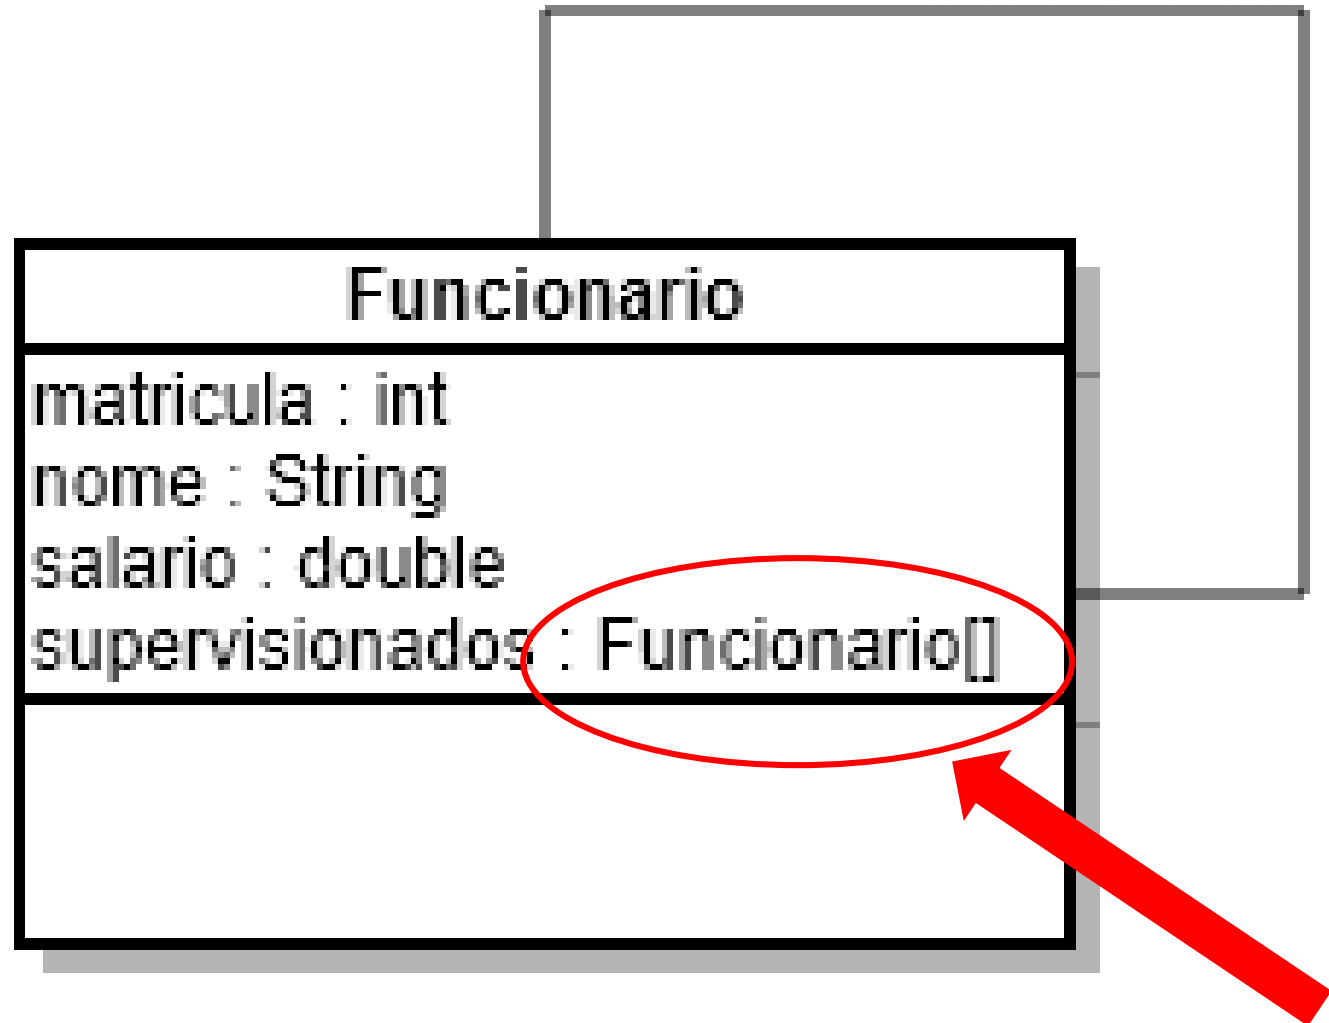 Funcionario
matricula : int
nome : String
salario : double
supervisionados : Funcionario[]